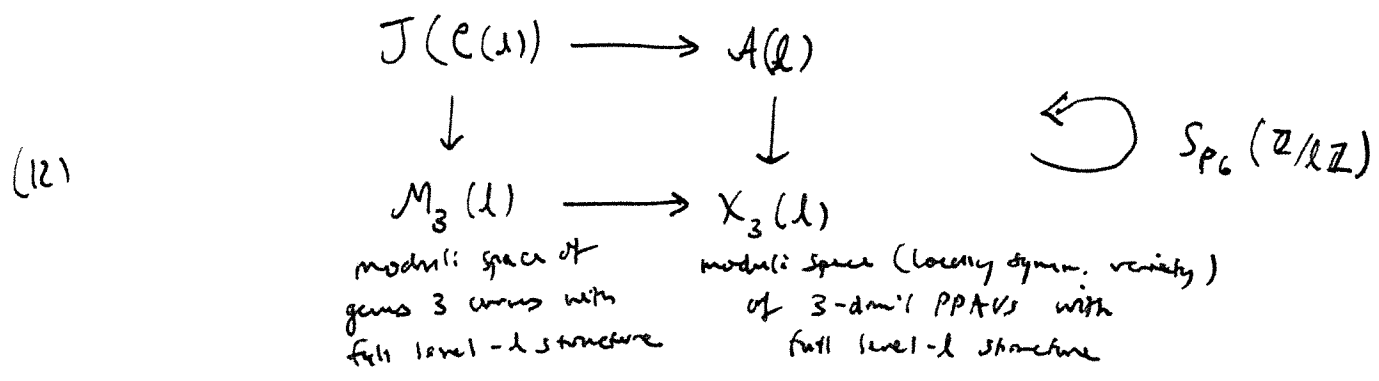 J(C(l)) ⟶ A(l)
(12)
M₃(l) ⟶ X₃(l)
Sp₆(ℤ/lℤ)
moduli space of
genus 3 curves with
full level-l structure
moduli space (locally symm. variety)
of 3-dim'l PPAVs with
full level-l structure